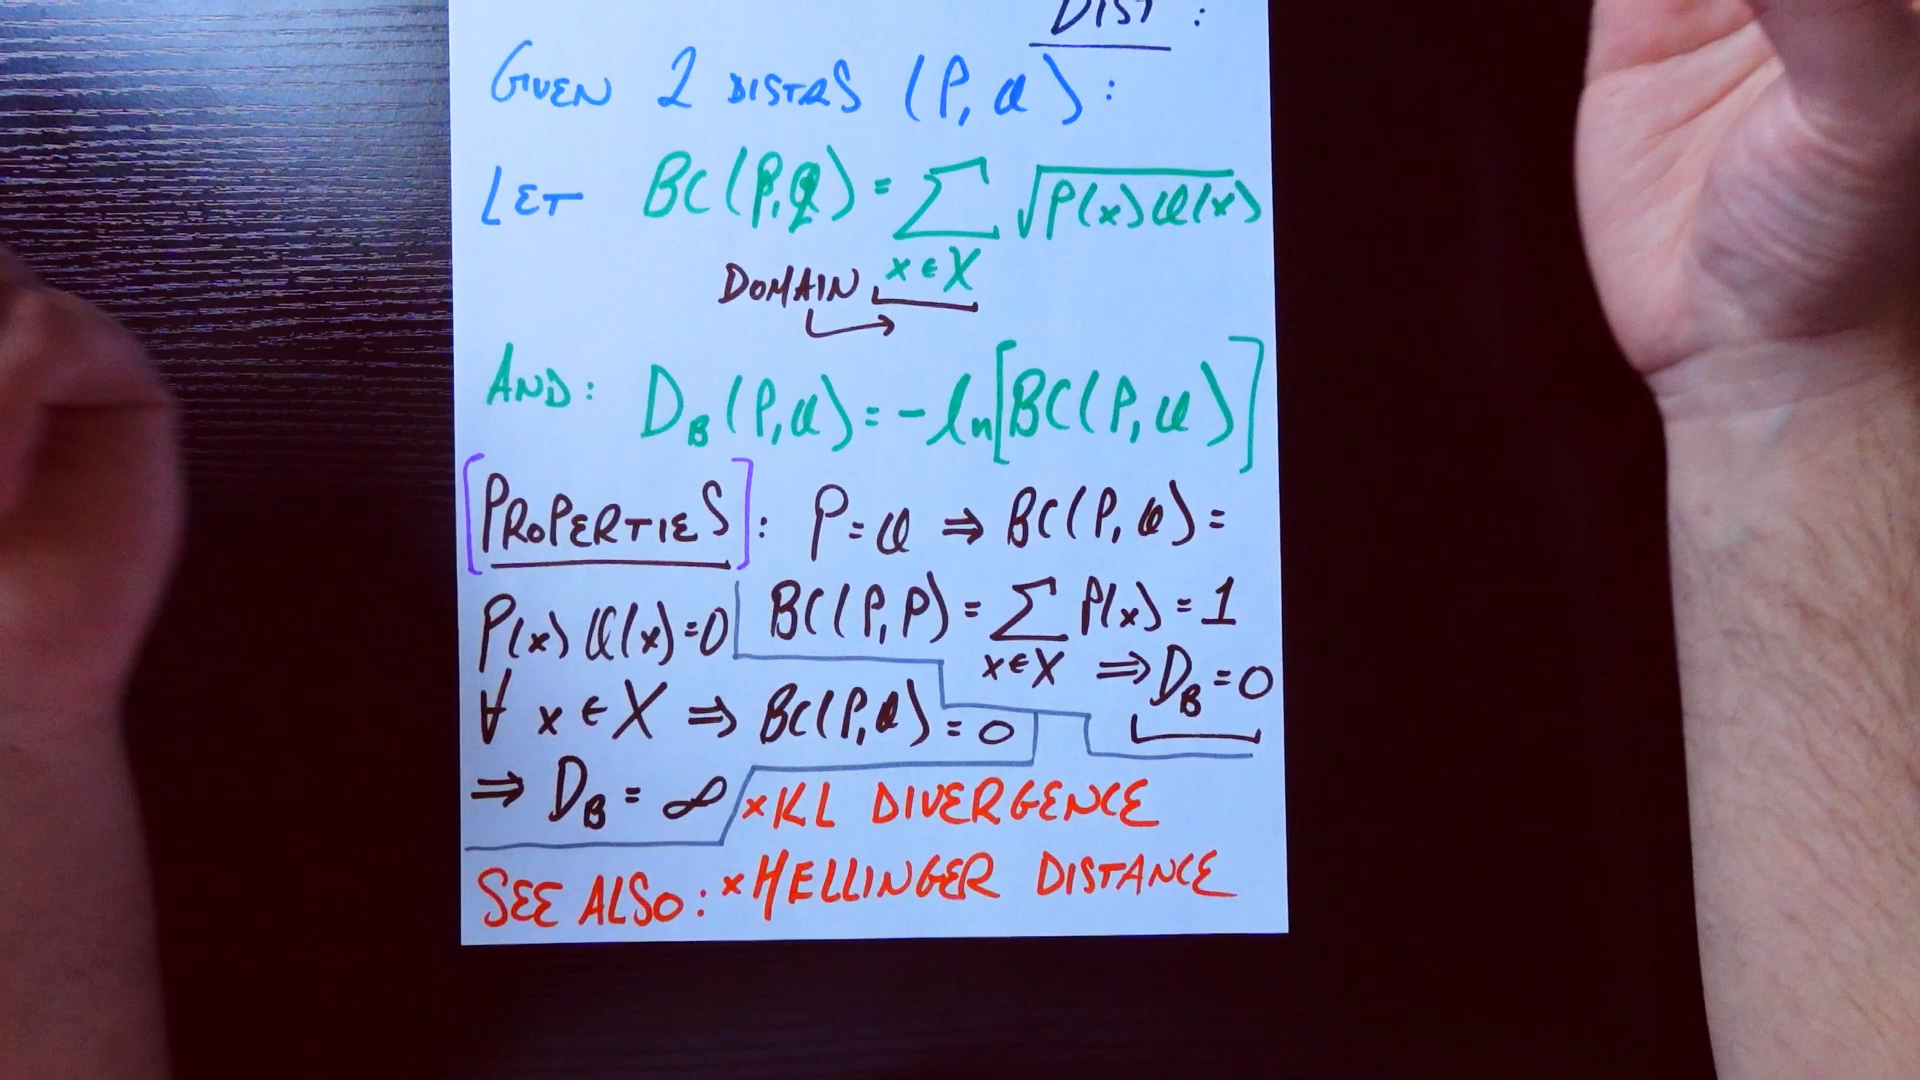 DIST :
GIVEN 2 DISTRS (P, Q) :
LET BC(P,Q) = ∑ √P(x)Q(x)
x ∈ X
DOMAIN
AND: D_B(P,Q) = -ln[BC(P,Q)]
[PROPERTIES]: P=Q ⇒ BC(P,Q) =
BC(P,P) = ∑ P(x) = 1
x∈X ⇒ D_B = 0
P(x)Q(x)=0
∀ x ∈ X ⇒ BC(P,Q) = 0
⇒ D_B = ∞
SEE ALSO:
×KL DIVERGENCE
×HELLINGER DISTANCE